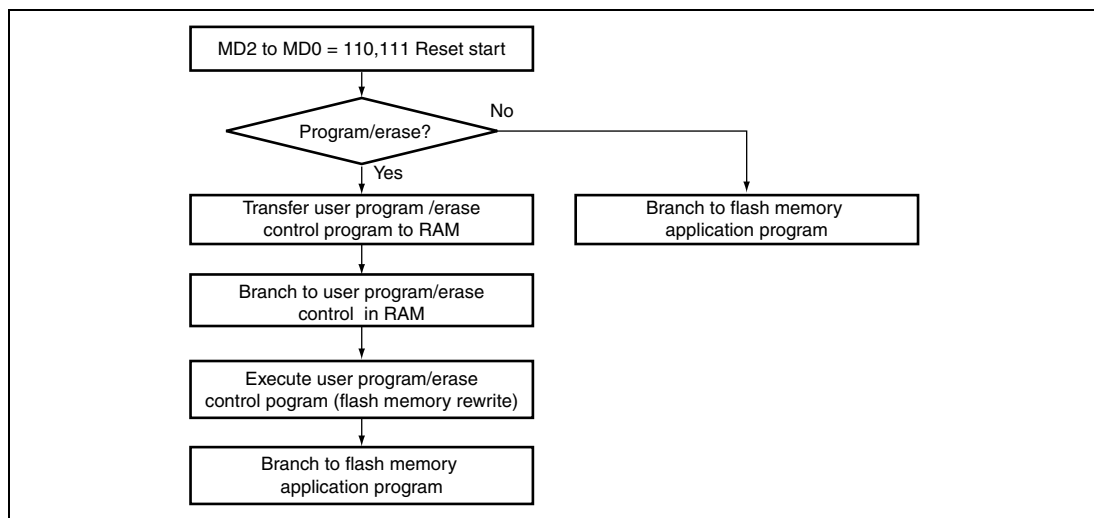 MD2 to MD0 = 110,111 Reset start
No
Program/erase?
Yes
Transfer user program /erase
control program to RAM
Branch to flash memory
application program
Branch to user program/erase
control in RAM
Execute user program/erase
control pogram (flash memory rewrite)
Branch to flash memory
application program